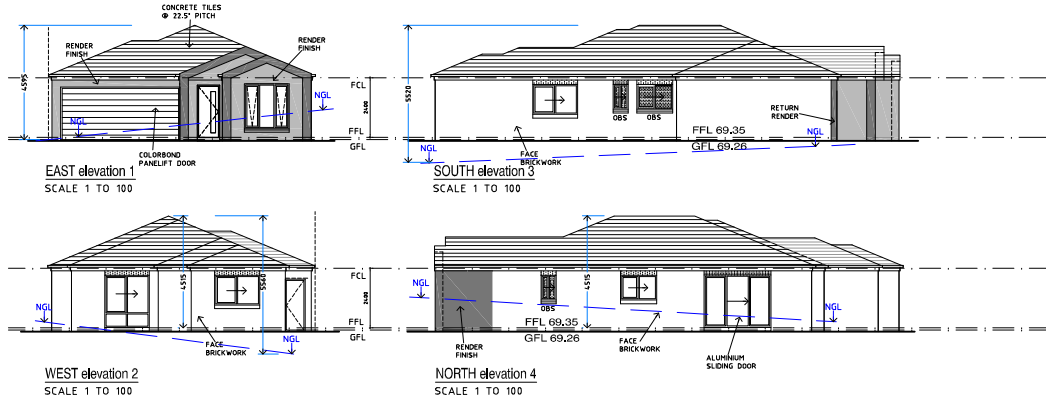 CONCRETE TILES
@ 22.5° PITCH
RENDER
FINISH
RENDER
FINISH
4595
NGL
NGL
FCL
2400
FFL
GFL
COLORBOND
PANELIFT DOOR
EAST elevation 1
SCALE 1 TO 100
5520
OBS
OBS
RETURN
RENDER
FFL 69.35
GFL 69.26
NGL
NGL
FACE
BRICKWORK
SOUTH elevation 3
SCALE 1 TO 100
4515
5560
NGL
FCL
2400
FFL
GFL
FACE
BRICKWORK
NGL
WEST elevation 2
SCALE 1 TO 100
NGL
OBS
4515
NGL
FFL 69.35
GFL 69.26
RENDER
FINISH
FACE
BRICKWORK
ALUMINIUM
SLIDING DOOR
NORTH elevation 4
SCALE 1 TO 100